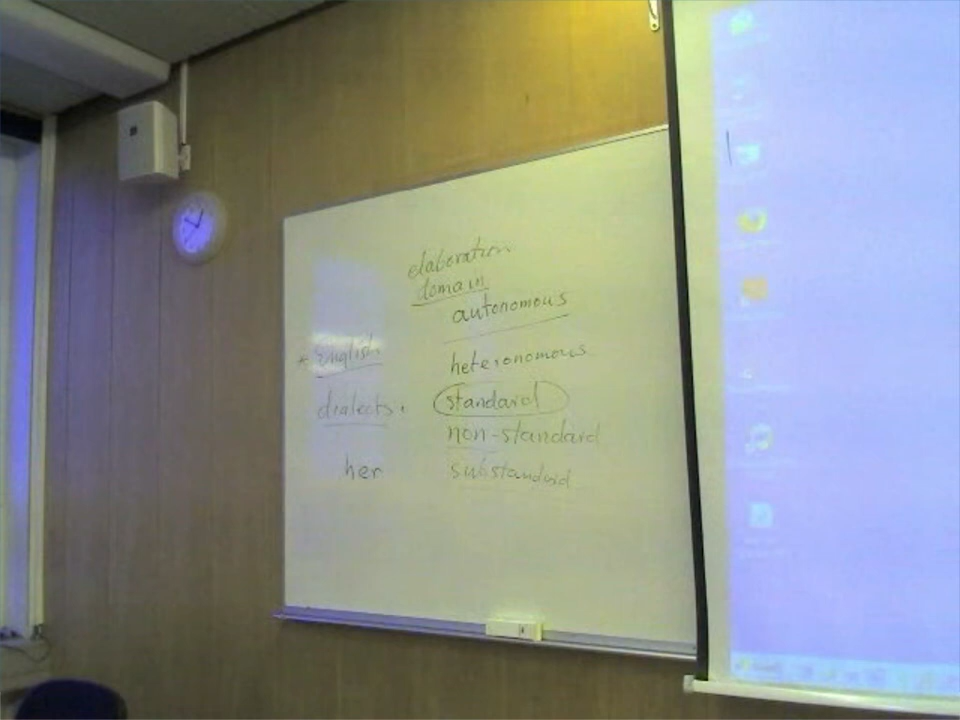 elaboration
domain
autonomous
* English heteronomous
dialects. standard
non-standard
her substandard